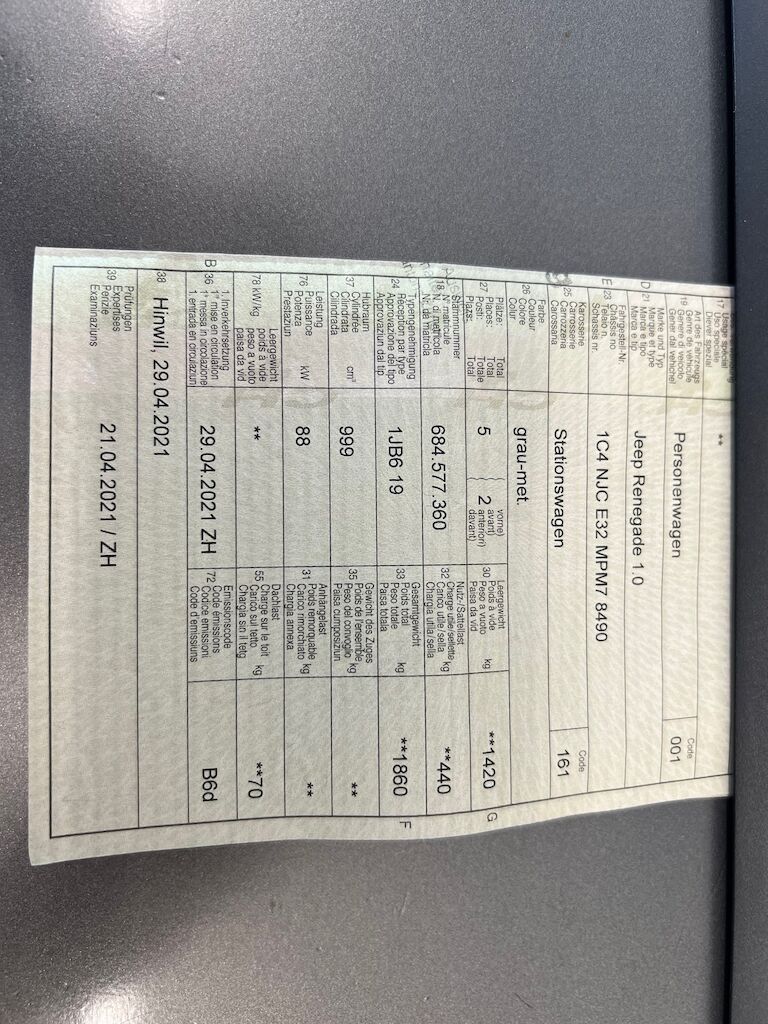 17 Usage spécial
Uso speciale
Diever spezial
**
19 Art des Fahrzeugs
Genre de véhicule
Genere di veicolo
Gener dal vehichel
Personenwagen
Code
001
D 21 Marke und Typ
Marque et type
Marca e tipo
Marca e tip
Jeep Renegade 1.0
E 23 Fahrgestell-Nr.
Châssis no
Telaio n.
Schassis nr.
1C4 NJC E32 MPM7 8490
25 Karosserie
Carrosserie
Carrozzeria
Carossaria
Stationswagen
Code
161
26 Farbe
Couleur
Colore
Colur
grau-met.
27 Plätze: Total
Places: Total
Posti: Totale
Plazs: Total
5
2
vorne)
avant)
anteriori)
davant)
30 Leergewicht
Poids à vide
Peso a vuoto kg
Paisa da vid
**1420
G
18 Stammnummer
N° matricule
N. di matricola
Nr. da matricla
684.577.360
32 Nutz-/Sattellast
Charge utile/sellette
Carico utile/sella kg
Chargia utila/sella
**440
24 Typengenehmigung
Réception par type
Approvazione del tipo
Approvaziun dal tip
1JB6 19
33 Gesamtgewicht
Poids total
Peso totale kg
Paisa totala
**1860
F
37 Hubraum
Cylindrée
Cilindrata cm³
Cilindrada
999
35 Gewicht des Zuges
Poids de l'ensemble
Peso del convoglio kg
Paisa cumposiziun
**
76 Leistung
Puissance
Potenza kW
Prestaziun
88
31 Anhängelast
Poids remorquable
Carico rimorchiato kg
Chargia annexa
**
78 kW/kg Leergewicht
poids à vide
peso a vuoto
paisa da vid
**
55 Dachlast
Charge sur le toit
Carico sul tetto kg
Chargia sin il tetg
**70
B 36 1. Inverkehrsetzung
1re mise en circulation
1a messa in circolazione
1. entrada en circulaziun
29.04.2021 ZH
72 Emissionscode
Code émissions
Codice emissioni
Code d'emissiuns
B6d
38 Hinwil, 29.04.2021
39 Prüfungen
Expertises
Perizie
Examinaziuns
21.04.2021 / ZH